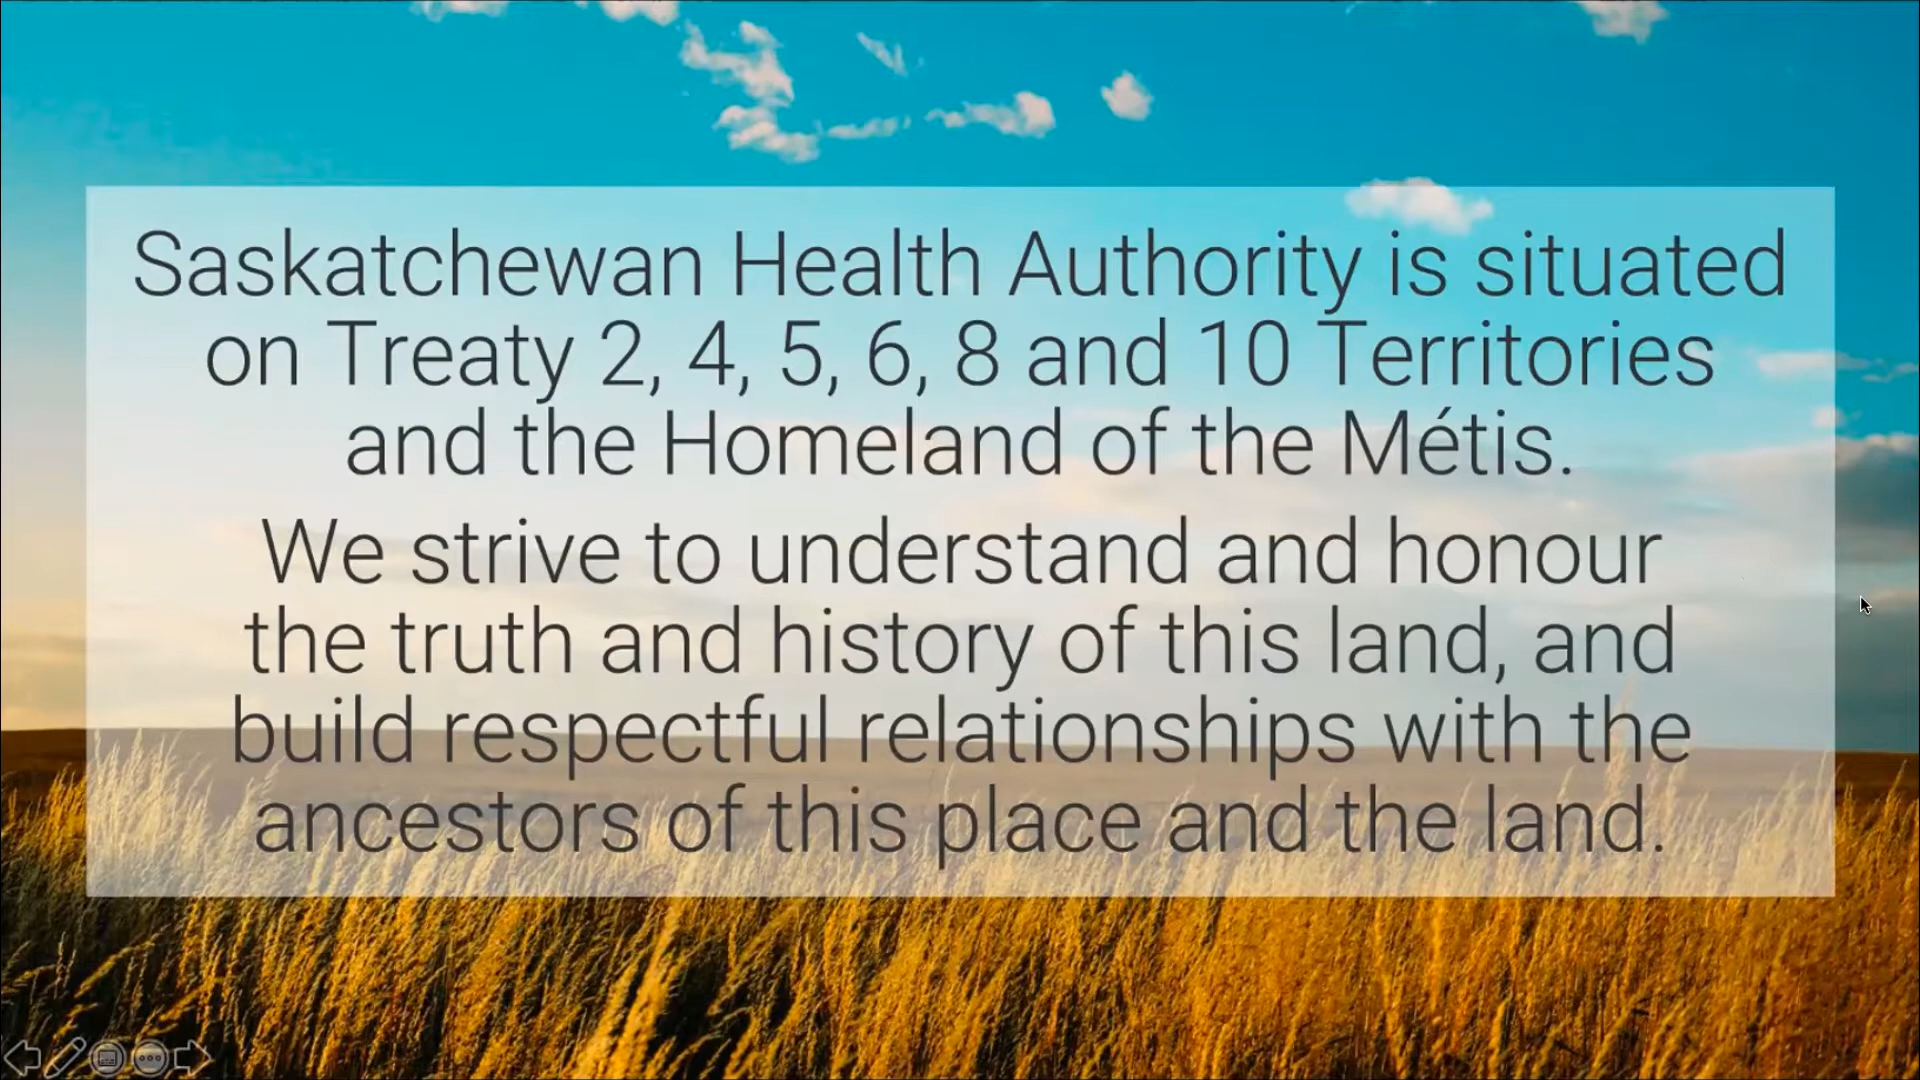 Saskatchewan Health Authority is situated
on Treaty 2, 4, 5, 6, 8 and 10 Territories
and the Homeland of the Métis.
We strive to understand and honour
the truth and history of this land, and
build respectful relationships with the
ancestors of this place and the land.